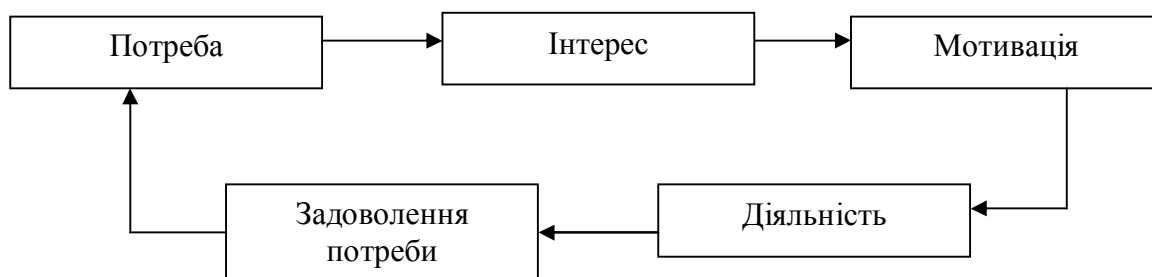 Потреба
Інтерес
Мотивація
Задоволення
потреби
Діяльність